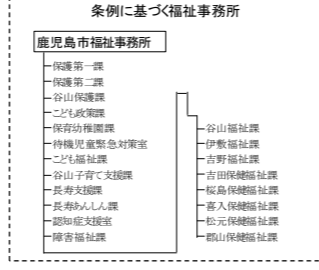 条例に基づく福祉事務所
鹿児島市福祉事務所
保護第一課
保護第二課
谷山保護課
こども政策課
保育幼稚園課
待機児童緊急対策室
こども福祉課
谷山子育て支援課
長寿支援課
長寿あんしん課
認知症支援室
障害福祉課
谷山福祉課
伊敷福祉課
吉野福祉課
吉田保健福祉課
桜島保健福祉課
喜入保健福祉課
松元保健福祉課
郡山保健福祉課